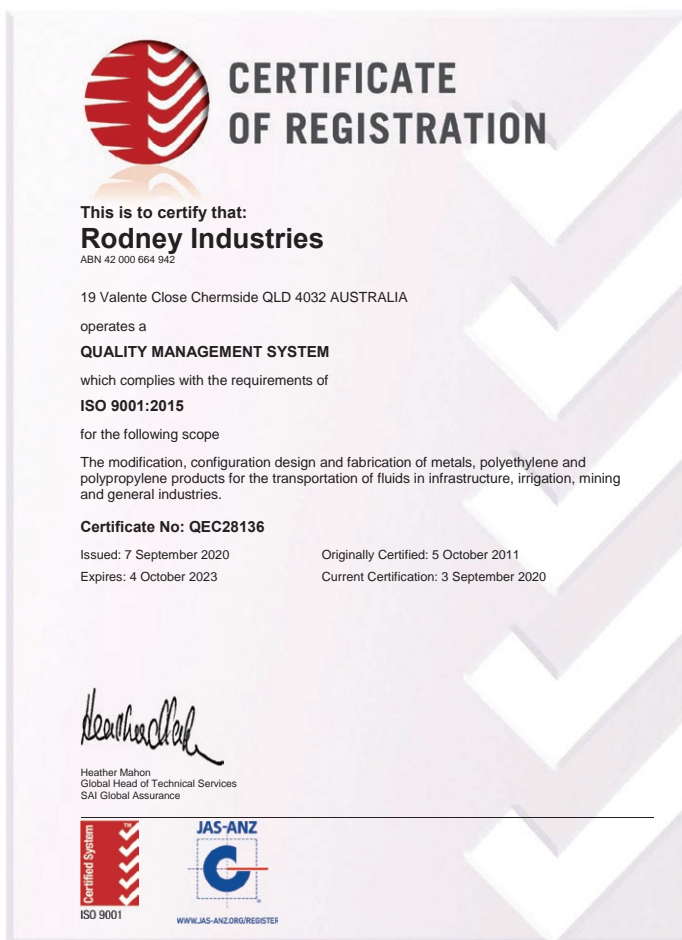 CERTIFICATE
OF REGISTRATION
This is to certify that:
Rodney Industries
ABN 42 000 664 942
19 Valente Close Chermside QLD 4032 AUSTRALIA
operates a
QUALITY MANAGEMENT SYSTEM
which complies with the requirements of
ISO 9001:2015
for the following scope
The modification, configuration design and fabrication of metals, polyethylene and
polypropylene products for the transportation of fluids in infrastructure, irrigation, mining
and general industries.
Certificate No: QEC28136
Issued: 7 September 2020 Originally Certified: 5 October 2011
Expires: 4 October 2023 Current Certification: 3 September 2020
Heather Mahon
Global Head of Technical Services
SAI Global Assurance
Certified System
TM
ISO 9001
JAS-ANZ
WWW.JAS-ANZ.ORG/REGISTER